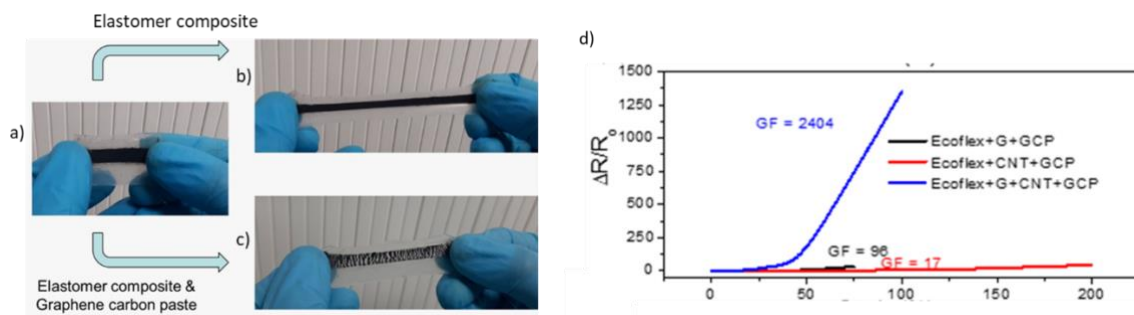 Elastomer composite
a)
b)
c)
Elastomer composite &
Graphene carbon paste
d)
1500
1250
1000
750
500
250
0
ΔR/Ro
GF = 2404
Ecoflex+G+GCP
Ecoflex+CNT+GCP
Ecoflex+G+CNT+GCP
GF = 96
GF = 17
0
50
100
150
200